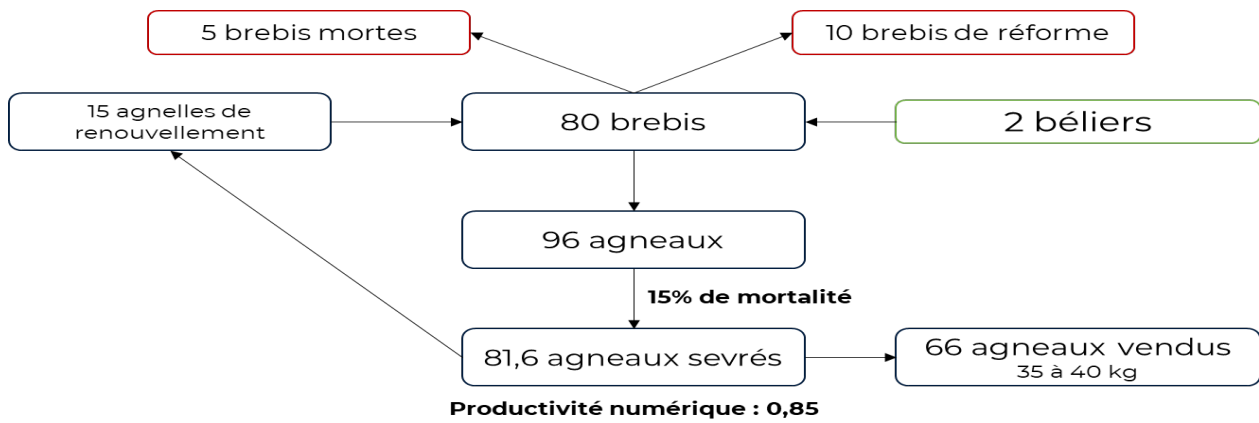 5 brebis mortes
10 brebis de réforme
15 agnelles de
renouvellement
80 brebis
2 béliers
96 agneaux
15% de mortalité
81,6 agneaux sevrés
66 agneaux vendus
35 à 40 kg
Productivité numérique : 0,85